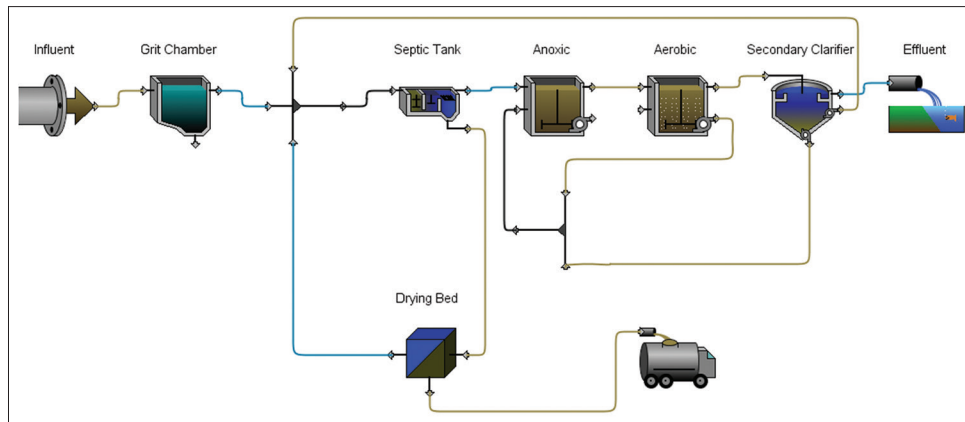 Influent
Grit Chamber
Septic Tank
Anoxic
Aerobic
Secondary Clarifier
Effluent
Drying Bed